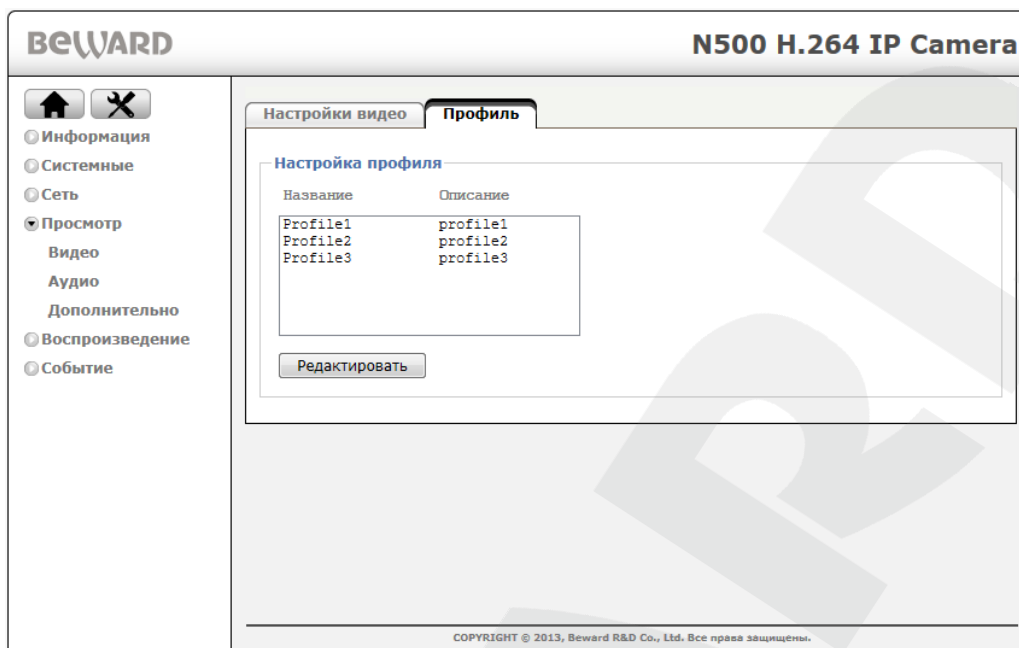 BEWARD
N500 H.264 IP Camera
Информация
Системные
Сеть
Просмотр
Видео
Аудио
Дополнительно
Воспроизведение
Событие
Настройки видео
Профиль
Настройка профиля
Название Описание
Profile1 profile1
Profile2 profile2
Profile3 profile3
Редактировать
COPYRIGHT © 2013, Beward R&D Co., Ltd. Все права защищены.